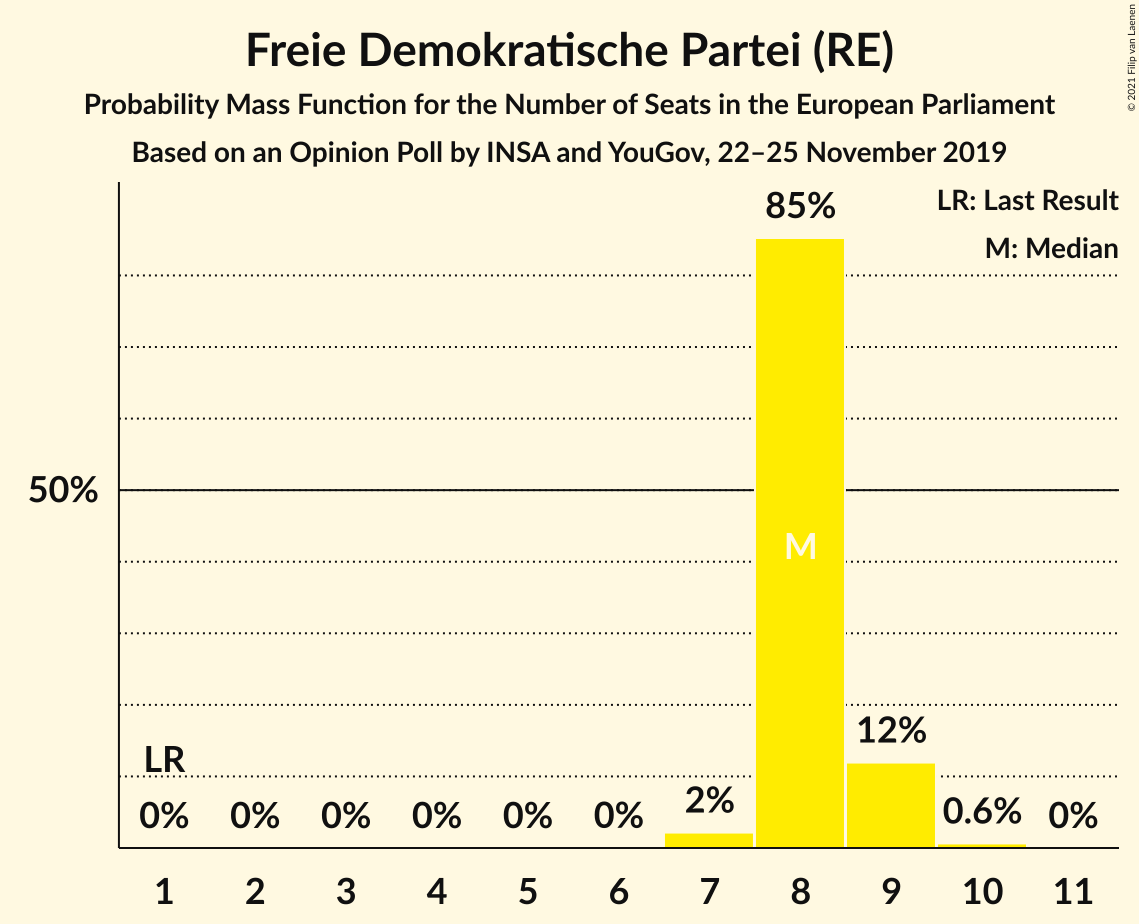 Freie Demokratische Partei (RE)
Probability Mass Function for the Number of Seats in the European Parliament
Based on an Opinion Poll by INSA and YouGov, 22–25 November 2019
© 2021 Filip van Laenen
LR: Last Result
M: Median
85%
50%
M
LR
12%
0% 0% 0% 0% 0% 0% 2% 0.6% 0%
1 2 3 4 5 6 7 8 9 10 11